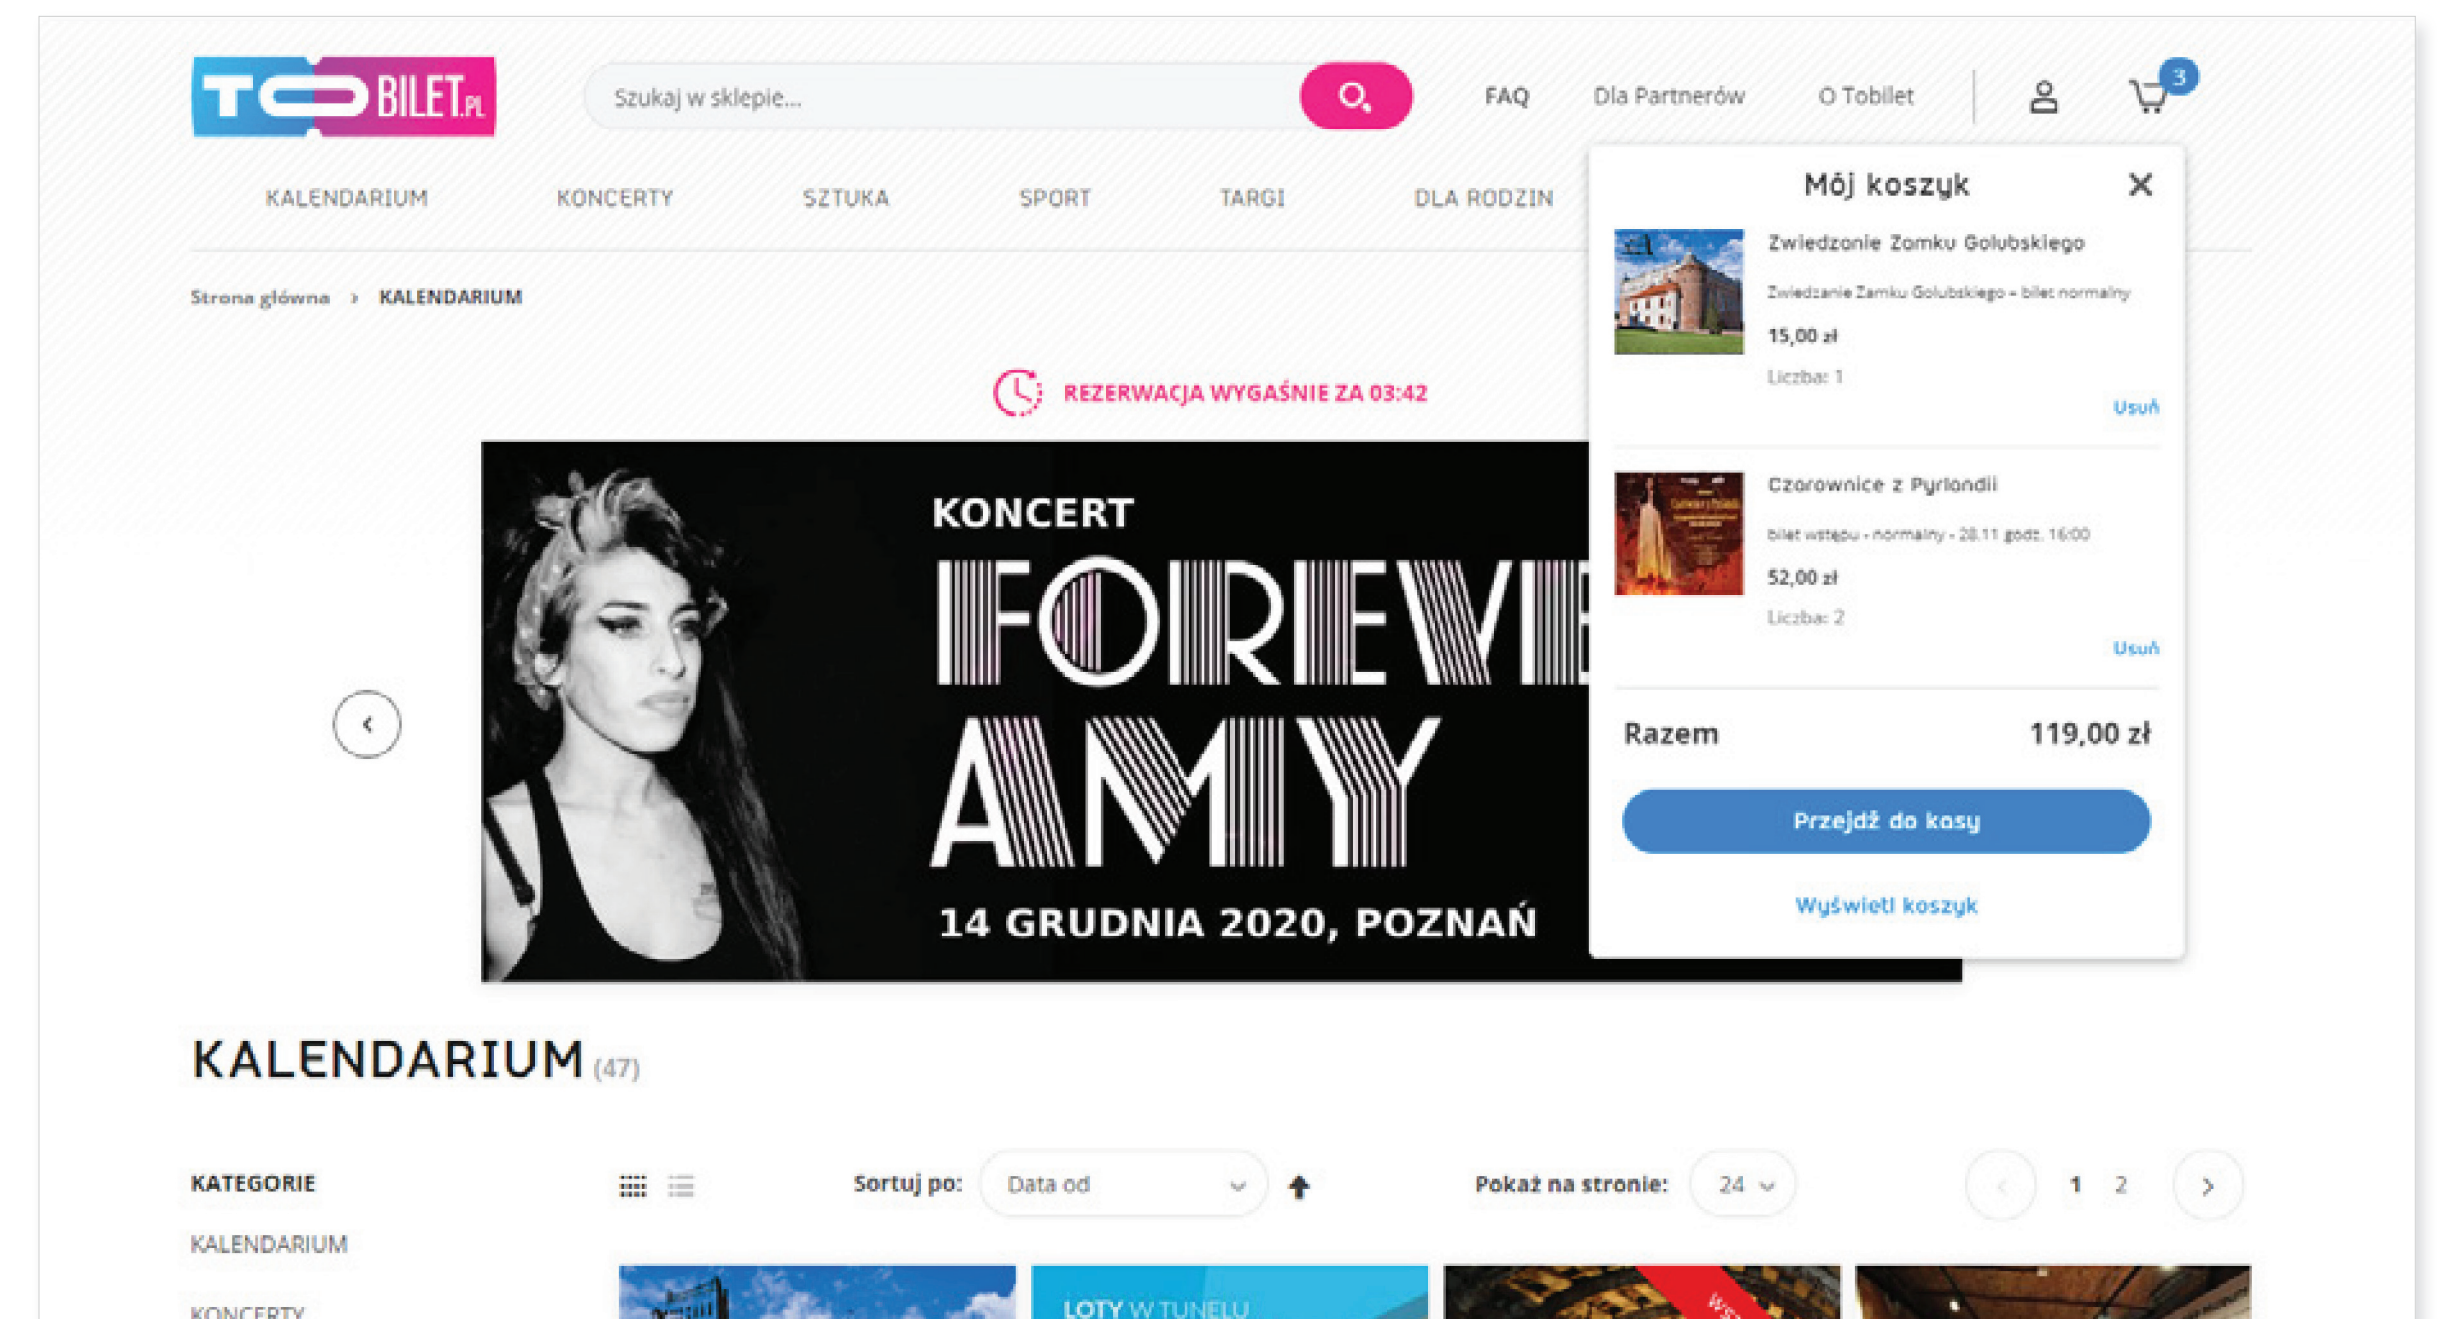 TOBILET.PL
Szukaj w sklepie...
FAQ
Dla Partnerów
O Tobilet
3
KALENDARIUM
KONCERTY
SZTUKA
SPORT
TARGI
DLA RODZIN
Strona główna › KALENDARIUM
REZERWACJA WYGAŚNIE ZA 03:42
KONCERT
FOREVE
AMY
14 GRUDNIA 2020, POZNAŃ
Mój koszyk
Zwiedzanie Zamku Golubskiego
Zwiedzanie Zamku Golubskiego – bilet normalny
15,00 zł
Liczba: 1
Usuń
Czarownice z Pyrlandii
bilet wstępu - normalny - 28.11 godz. 16:00
52,00 zł
Liczba: 2
Usuń
Razem 119,00 zł
Przejdź do kasy
Wyświetl koszyk
KALENDARIUM (47)
KATEGORIE
Sortuj po: Data od
Pokaż na stronie: 24
1 2
KALENDARIUM
KONCERTY
LOTY W TUNELU